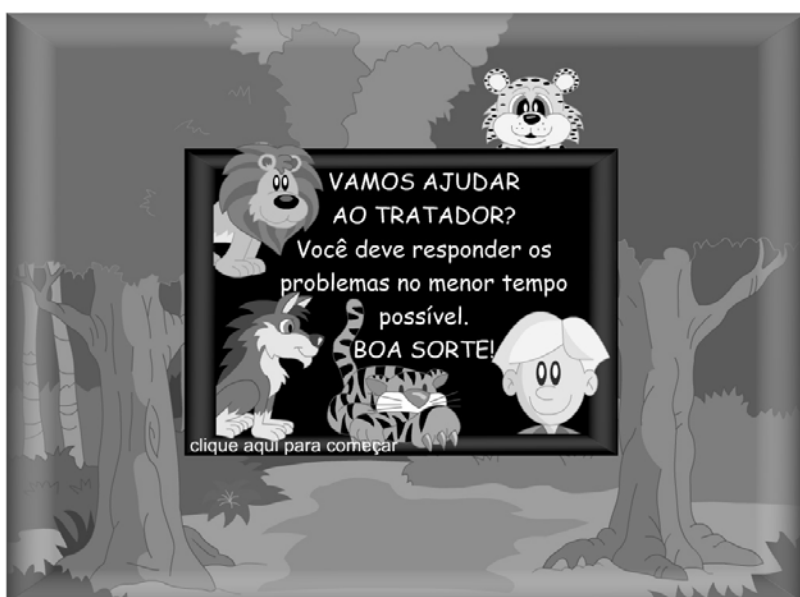 VAMOS AJUDAR
AO TRATADOR?
Você deve responder os
problemas no menor tempo
possível.
BOA SORTE!
clique aqui para começar